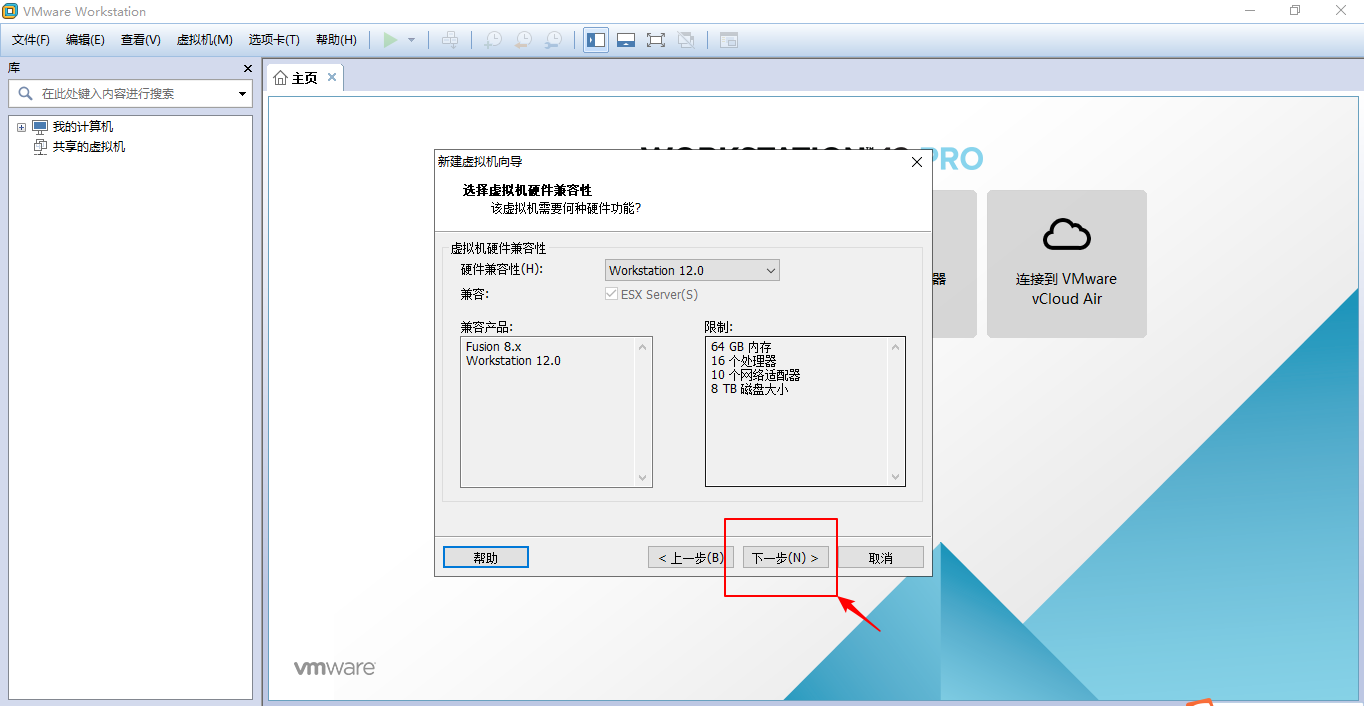 VMware Workstation
文件(F) 编辑(E) 查看(V) 虚拟机(M) 选项卡(T) 帮助(H)
库
在此处键入内容进行搜索
我的计算机
共享的虚拟机
主页
PRO
新建虚拟机向导
选择虚拟机硬件兼容性
该虚拟机需要何种硬件功能?
虚拟机硬件兼容性
硬件兼容性(H):
Workstation 12.0
兼容:
ESX Server(S)
兼容产品:
Fusion 8.x
Workstation 12.0
限制:
64 GB 内存
16 个处理器
10 个网络适配器
8 TB 磁盘大小
帮助
< 上一步(B)
下一步(N) >
取消
器
连接到 VMware
vCloud Air
vmware